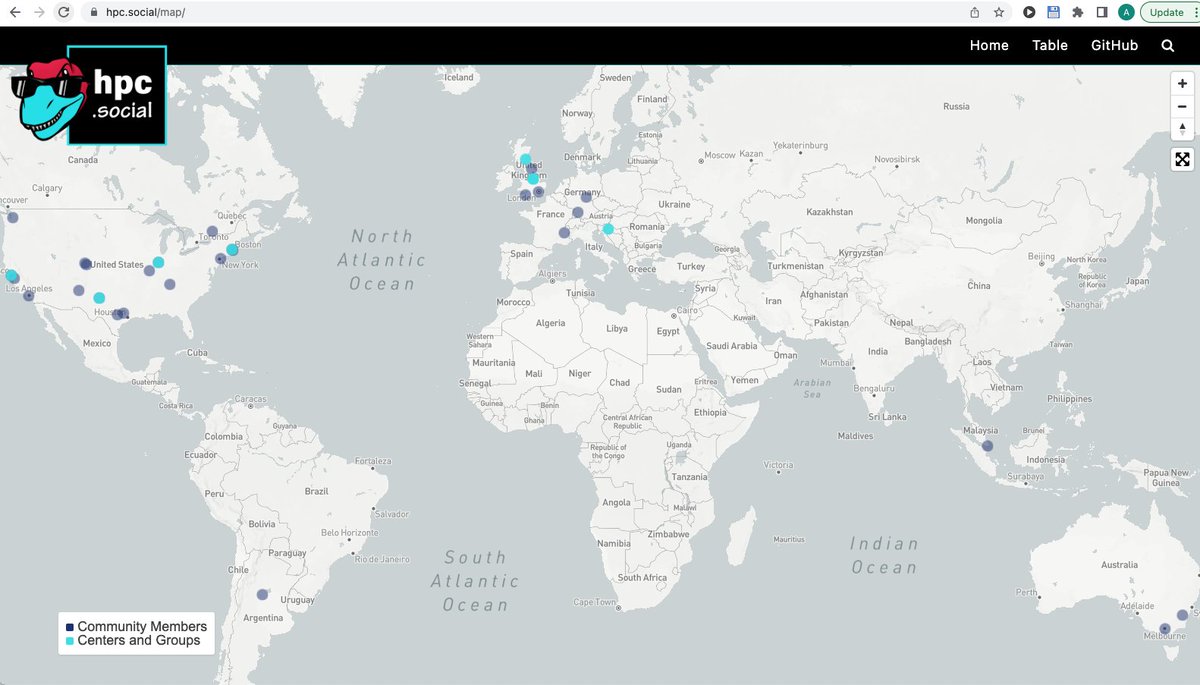 hpc.social/map/
A
Update
Home
Table
GitHub
hpc
.social
Iceland
Sweden
Finland
Russia
Norway
Estonia
Canada
United
Kingdom
Denmark
Lithuania
Moscow
Kazan
Yekaterinburg
Novosibirsk
Calgary
ncouver
London
Germany
Quebec
France
Austria
Ukraine
Kazakhstan
Mongolia
Toronto
Boston
North
Atlantic
Ocean
Romania
United States
New York
Italy
Bulgaria
Georgia
Kyrgyzstan
Beijing
North Korea
Spain
Greece
Turkey
Turkmenistan
Republic
of Korea
Japan
Los Angeles
Algiers
Tunisia
Syria
Iran
Afghanistan
China
Shanghai
Morocco
Cairo
Kuwait
Pakistan
Nepal
Houston
Algeria
Libya
Egypt
Bangladesh
Mexico
Western
Sahara
Saudi Arabia
Oman
India
Taiwan
Cuba
Mauritania
Mumbai
Laos
Guatemala
Senegal
Mali
Niger
Chad
Sudan
Eritrea
Yemen
Arabian
Sea
Bengaluru
Vietnam
Costa Rica
Caracas
Guinea
Benin
Ghana
Central African
Republic
Ethiopia
Sri Lanka
Philippines
Colombia
Guyana
Maldives
Malaysia
Brunei
Ecuador
Fortaleza
Republic of
the Congo
Uganda
Victoria
Indonesia
Surabaya
Papua New
Guinea
Peru
Brazil
Tanzania
Salvador
Angola
Malawi
Bolivia
Belo Horizonte
Zimbabwe
Mauritius
Paraguay
Rio de Janeiro
Namibia
South
Atlantic
Ocean
Indian
Ocean
Chile
South Africa
Australia
Uruguay
Cape Town
Perth
Argentina
Adelaide
Melbourne
Community Members
Centers and Groups